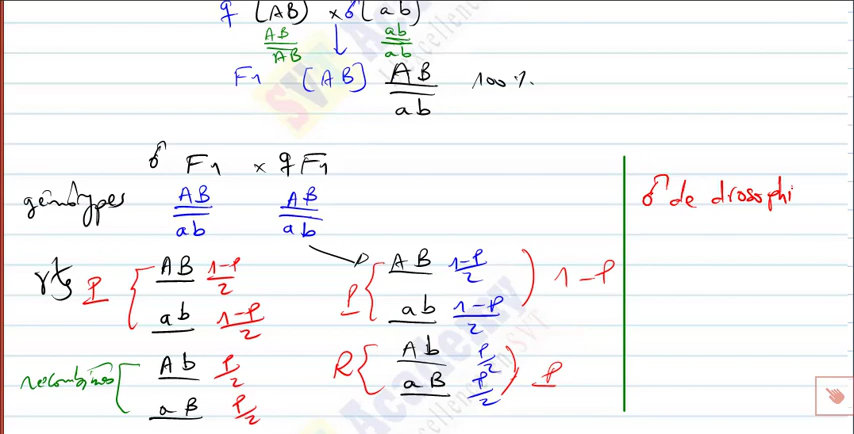 ♀ [AB] x ♂ [ab]
AB/AB ab/ab
F1 [AB] AB/ab 100%
♂ F1 x ♀ F1
génotypes AB/ab AB/ab
♂ de drosophi
γtes P { AB 1-P/2 P { AB 1-P/2 ) 1-P
ab 1-P/2 ab 1-P/2
recombinés { Ab P/2 R { Ab P/2 ) P
aB P/2 aB P/2